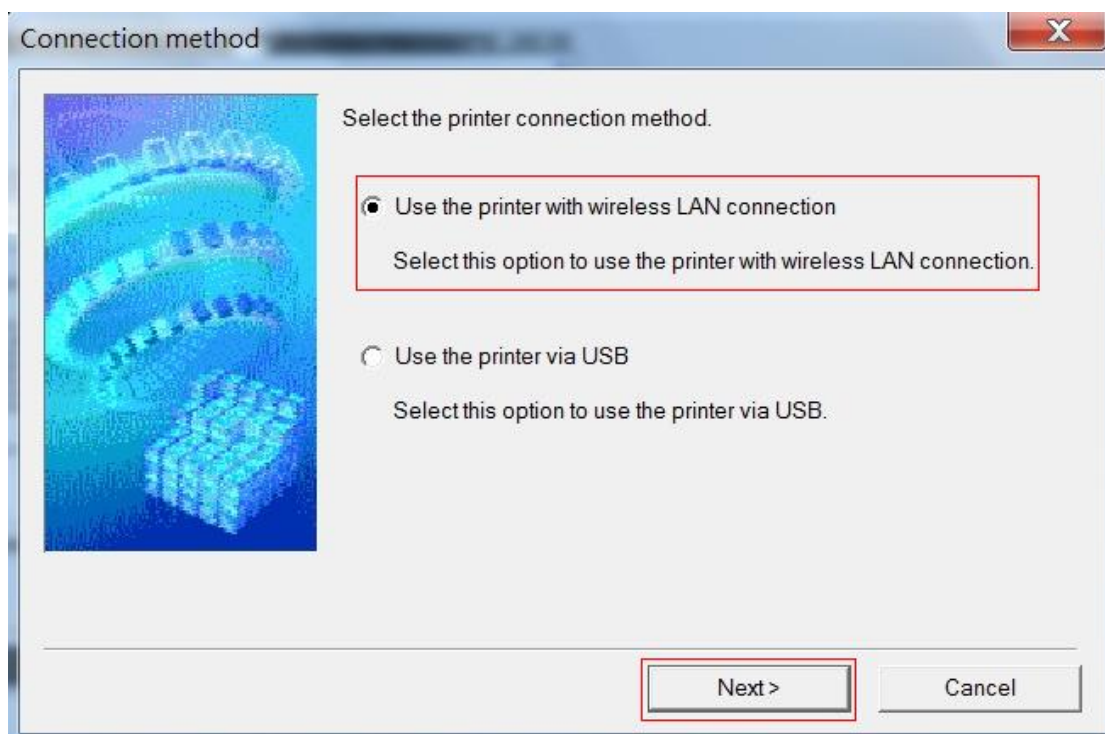 Connection method
Select the printer connection method.
Use the printer with wireless LAN connection
Select this option to use the printer with wireless LAN connection.
Use the printer via USB
Select this option to use the printer via USB.
Next >
Cancel